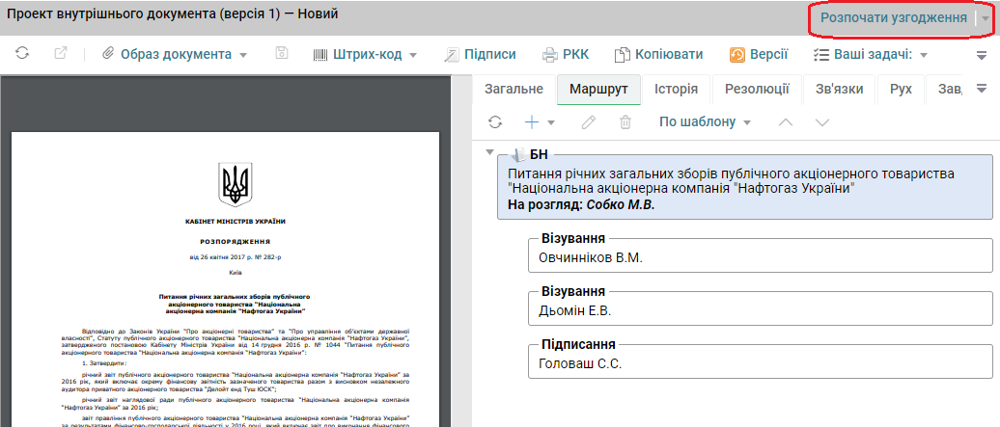 Проект внутрішнього документа (версія 1) — Новий
Розпочати узгодження
Образ документа
Штрих-код
Підписи
РКК
Копіювати
Версії
Ваші задачі:
Загальне
Маршрут
Історія
Резолюції
Зв'язки
Рух
Завд
По шаблону
БН
Питання річних загальних зборів публічного акціонерного товариства
"Національна акціонерна компанія "Нафтогаз України"
На розгляд: Собко М.В.
Візування
Овчинніков В.М.
Візування
Дьомін Е.В.
Підписання
Головаш С.С.
КАБІНЕТ МІНІСТРІВ УКРАЇНИ
РОЗПОРЯДЖЕННЯ
від 26 квітня 2017 р. № 282-р
Київ
Питання річних загальних зборів публічного
акціонерного товариства "Національна
акціонерна компанія "Нафтогаз України"
Відповідно до Законів України "Про акціонерні товариства" та "Про управління об'єктами державної
власності", Статуту публічного акціонерного товариства "Національна акціонерна компанія "Нафтогаз України",
затвердженого постановою Кабінету Міністрів України від 14 грудня 2016 р. № 1044 "Питання публічного
акціонерного товариства "Національна акціонерна компанія "Нафтогаз України":
1. Затвердити:
річний звіт публічного акціонерного товариства "Національна акціонерна компанія "Нафтогаз України" за
2016 рік, який включає окрему фінансову звітність зазначеного товариства разом з висновком незалежного
аудитора приватного акціонерного товариства "Делойт енд Туш ЮСК";
річний звіт наглядової ради публічного акціонерного товариства "Національна акціонерна компанія
"Нафтогаз України" за 2016 рік;
звіт правління публічного акціонерного товариства "Національна акціонерна компанія "Нафтогаз України"
за результатами фінансово-господарської діяльності у 2016 році, який включає звіт про виконання фінансового